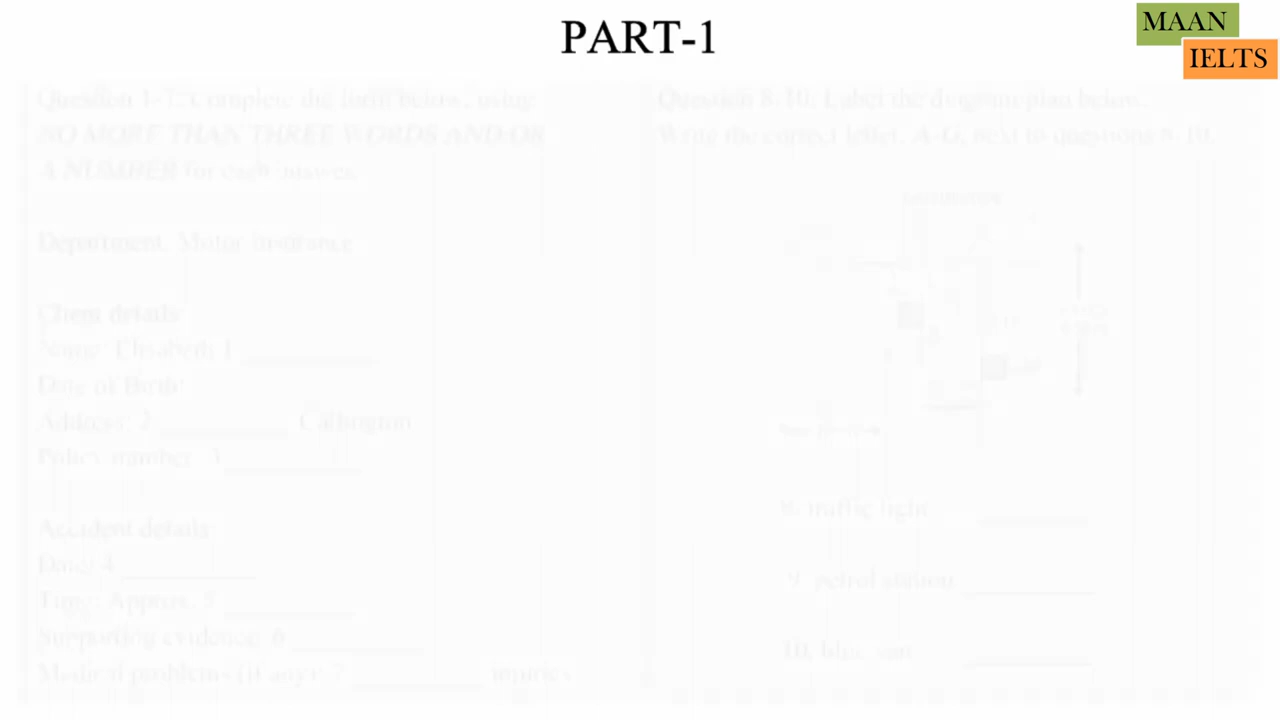 PART-1
MAAN
IELTS
Question 1-7: Complete the form below, using
NO MORE THAN THREE WORDS AND/OR
A NUMBER for each answer.
Department: Motor Insurance
Client details
Name: Elisabeth 1
Date of Birth:
Address: 2 Callington
Policy number: 3
Accident details
Date: 4
Time: Approx. 5
Supporting evidence: 6
Medical problems (if any): 7 injuries
Question 8-10: Label the diagram/plan below.
Write the correct letter, A-G, next to questions 8-10.
8. traffic light
9. petrol station
10. blue van